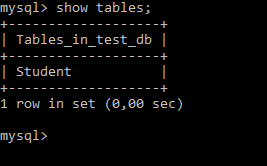 mysql> show tables;
+-------------------+
| Tables_in_test_db |
+-------------------+
| Student           |
+-------------------+
1 row in set (0,00 sec)
mysql>